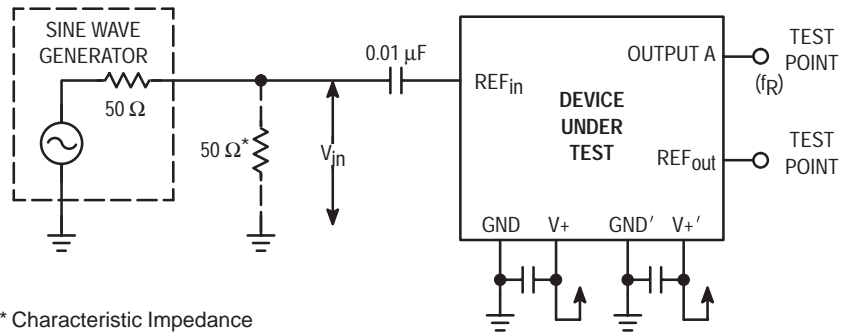 SINE WAVE
GENERATOR
50 Ω
50 Ω*
Vin
0.01 μF
REFin
DEVICE
UNDER
TEST
OUTPUT A
(fR)
TEST
POINT
REFout
TEST
POINT
GND
V+
GND′
V+′
* Characteristic Impedance